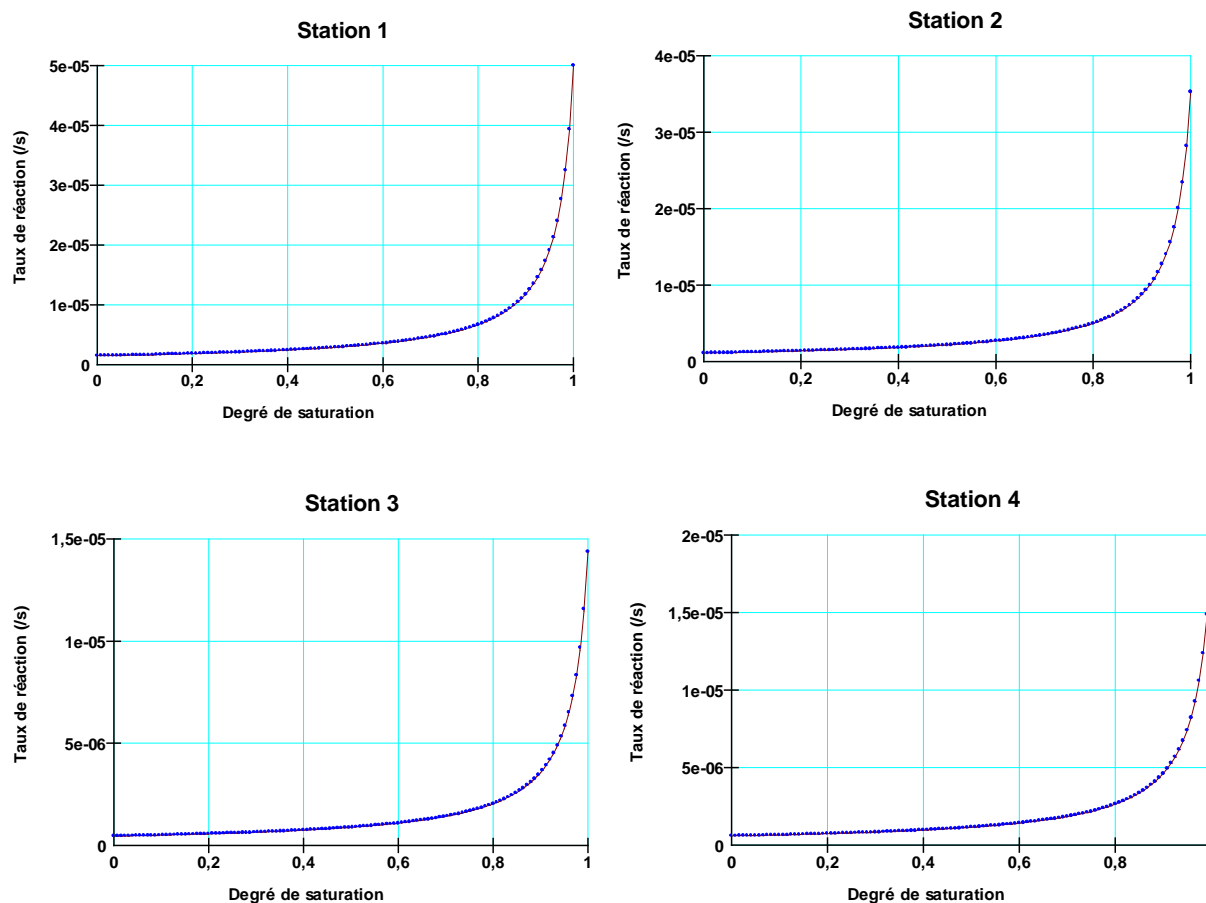 Station 1
Taux de réaction (/s)
5e-05
4e-05
3e-05
2e-05
1e-05
0
0 0,2 0,4 0,6 0,8 1
Degré de saturation
Station 2
Taux de réaction (/s)
4e-05
3e-05
2e-05
1e-05
0
0 0,2 0,4 0,6 0,8 1
Degré de saturation
Station 3
Taux de réaction (/s)
1,5e-05
1e-05
5e-06
0
0 0,2 0,4 0,6 0,8 1
Degré de saturation
Station 4
Taux de réaction (/s)
2e-05
1,5e-05
1e-05
5e-06
0
0 0,2 0,4 0,6 0,8
Degré de saturation